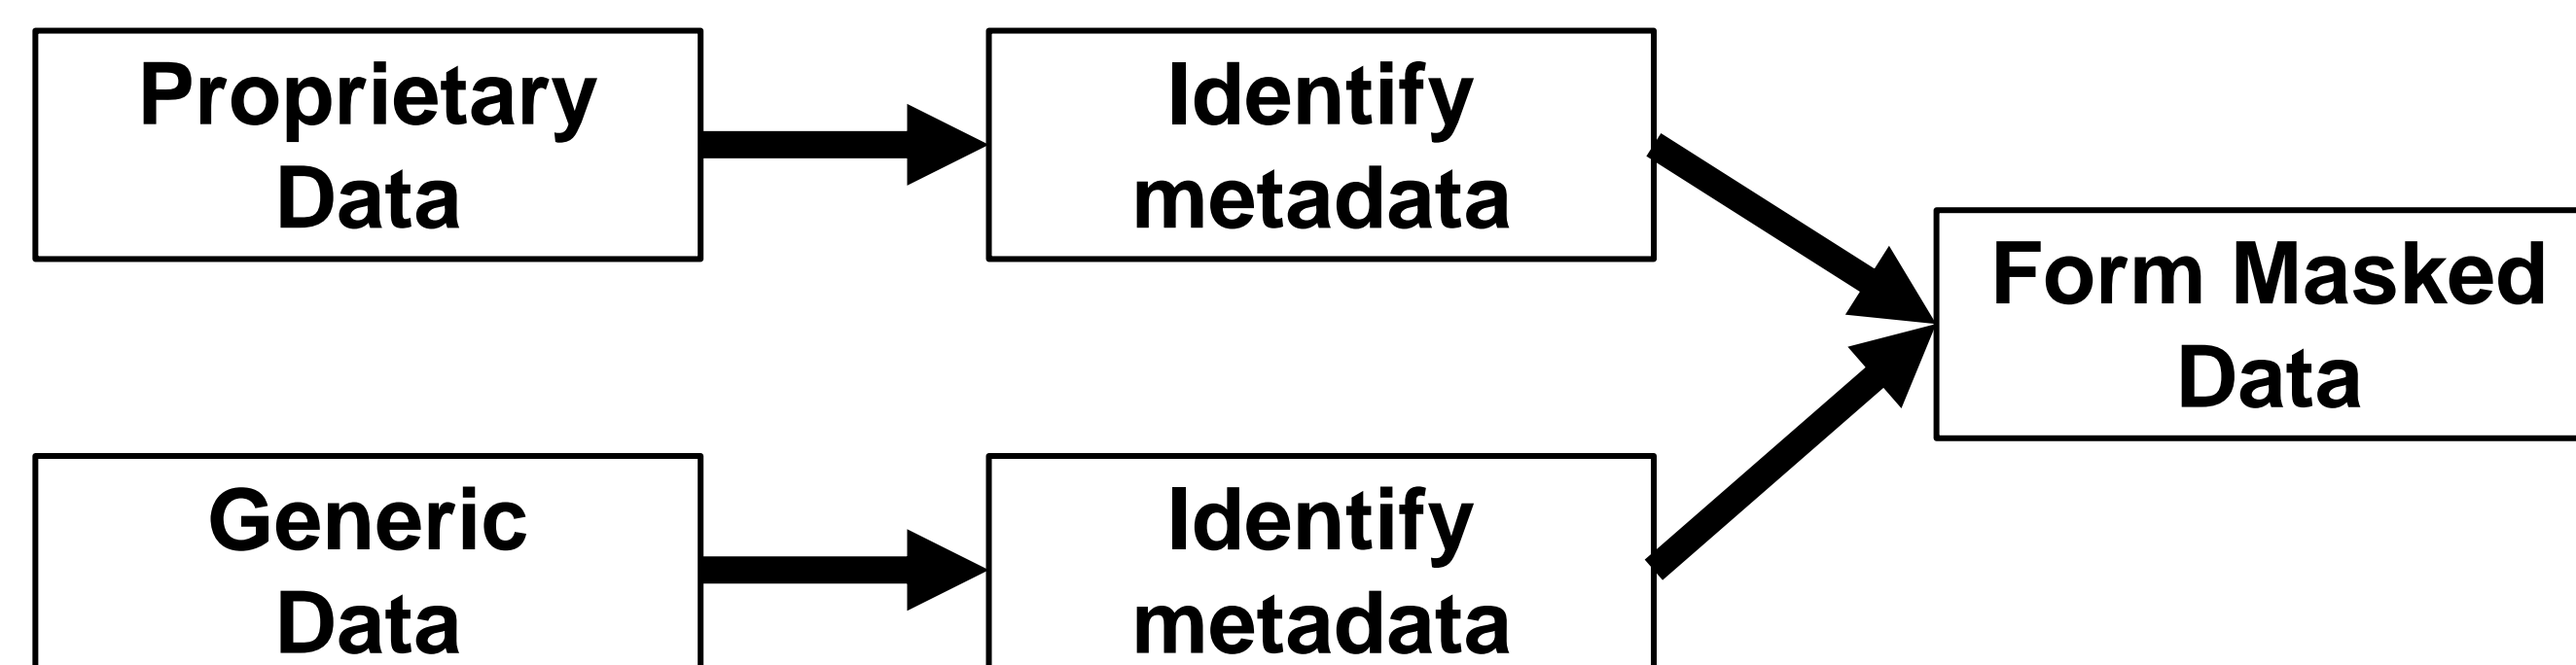 Proprietary
Data
Identify
metadata
Form Masked
Data
Generic
Data
Identify
metadata